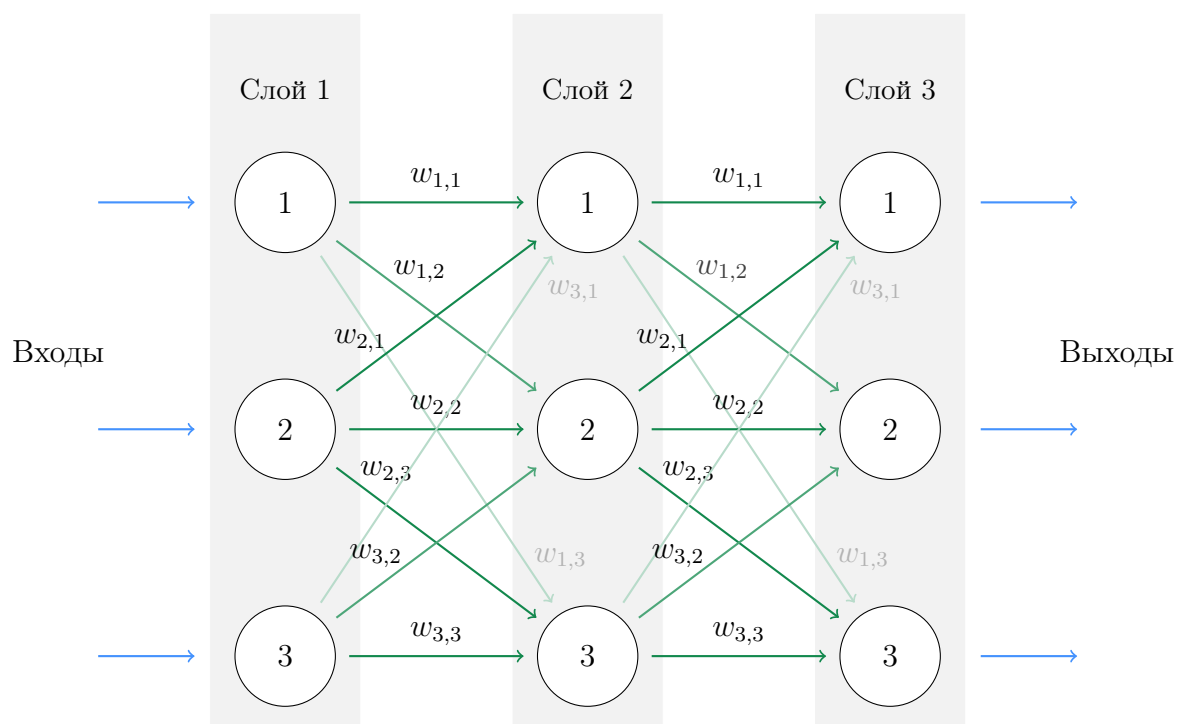 Слой 1 Слой 2 Слой 3
w1,1 w1,1
1 1 1
w1,2 w1,2
w3,1 w3,1
w2,1 w2,1
Входы Выходы
w2,2 w2,2
2 2 2
w2,3 w2,3
w3,2 w1,3 w3,2 w1,3
w3,3 w3,3
3 3 3